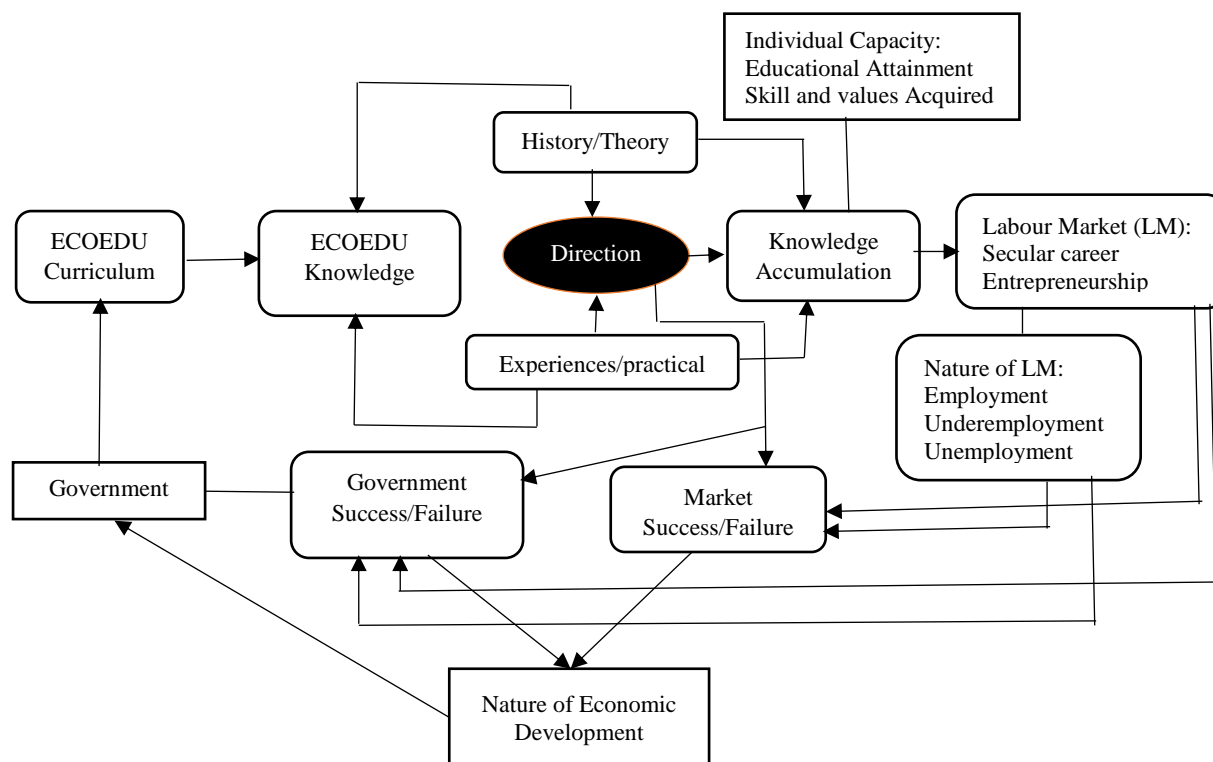 Individual Capacity:
Educational Attainment
Skill and values Acquired
History/Theory
ECOEDU
Curriculum
ECOEDU
Knowledge
Direction
Knowledge
Accumulation
Labour Market (LM):
Secular career
Entrepreneurship
Experiences/practical
Nature of LM:
Employment
Underemployment
Unemployment
Government
Government
Success/Failure
Market
Success/Failure
Nature of Economic
Development